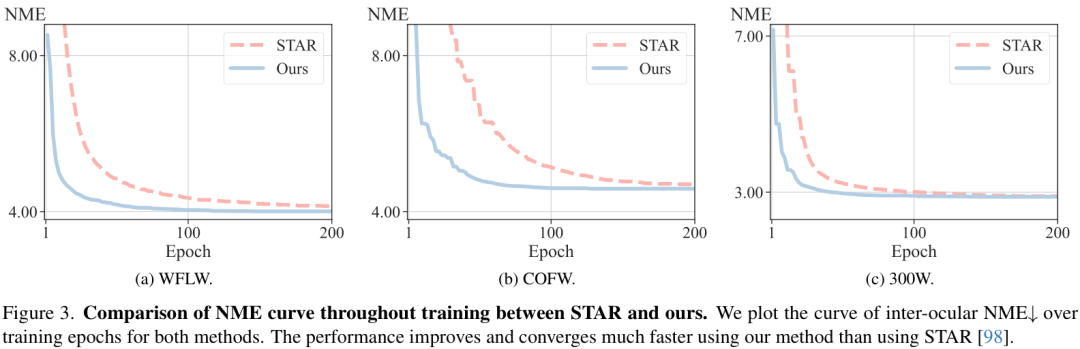 NME
8.00
4.00
STAR
Ours
1
100
200
Epoch
(a) WFLW.
NME
8.00
4.00
STAR
Ours
1
100
200
Epoch
(b) COFW.
NME
7.00
3.00
STAR
Ours
1
100
200
Epoch
(c) 300W.
Figure 3. Comparison of NME curve throughout training between STAR and ours. We plot the curve of inter-ocular NME↓ over
training epochs for both methods. The performance improves and converges much faster using our method than using STAR [98].